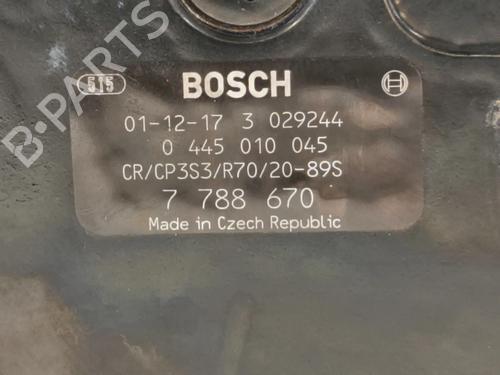 B-PARTS
515 BOSCH
01-12-17 3 029244
0 445 010 045
CR/CP3S3/R70/20-89S
7 788 670
Made in Czech Republic